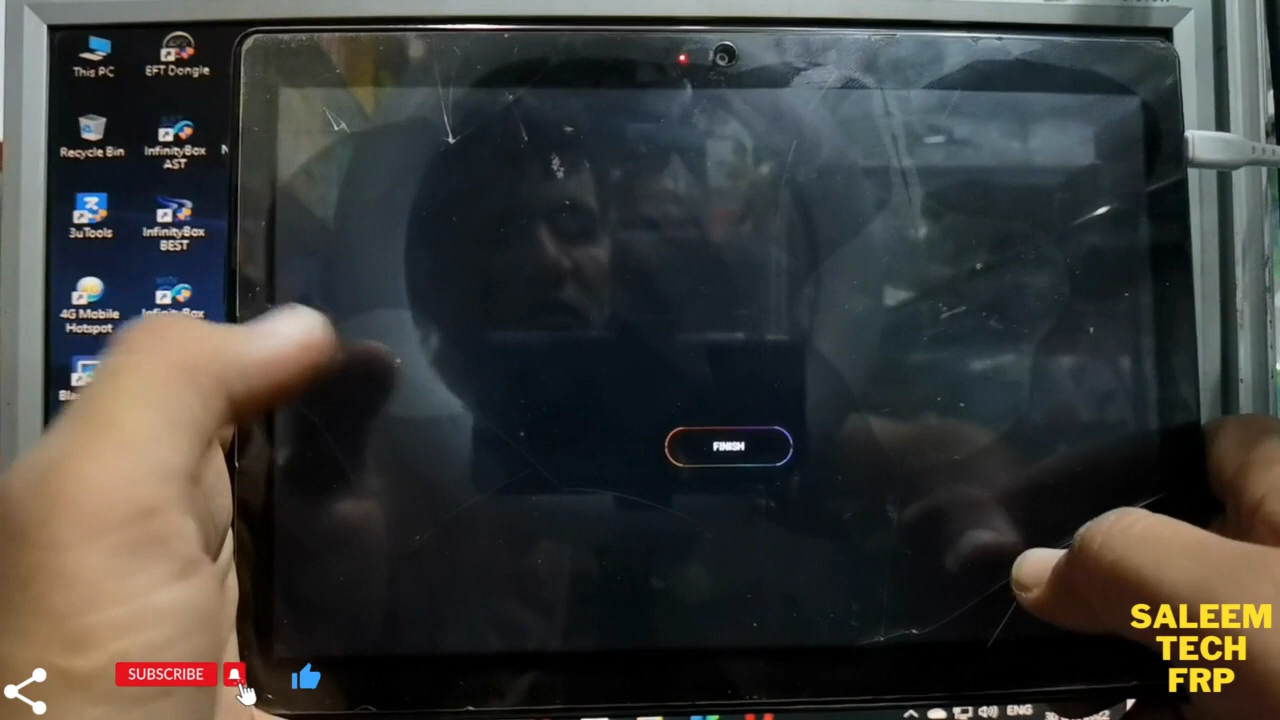 This PC
EFT Dongle
Recycle Bin
InfinityBox
AST
3uTools
InfinityBox
BEST
4G Mobile
Hotspot
InfinityBox
FINISH
SALEEM
TECH
FRP
SUBSCRIBE
ENG